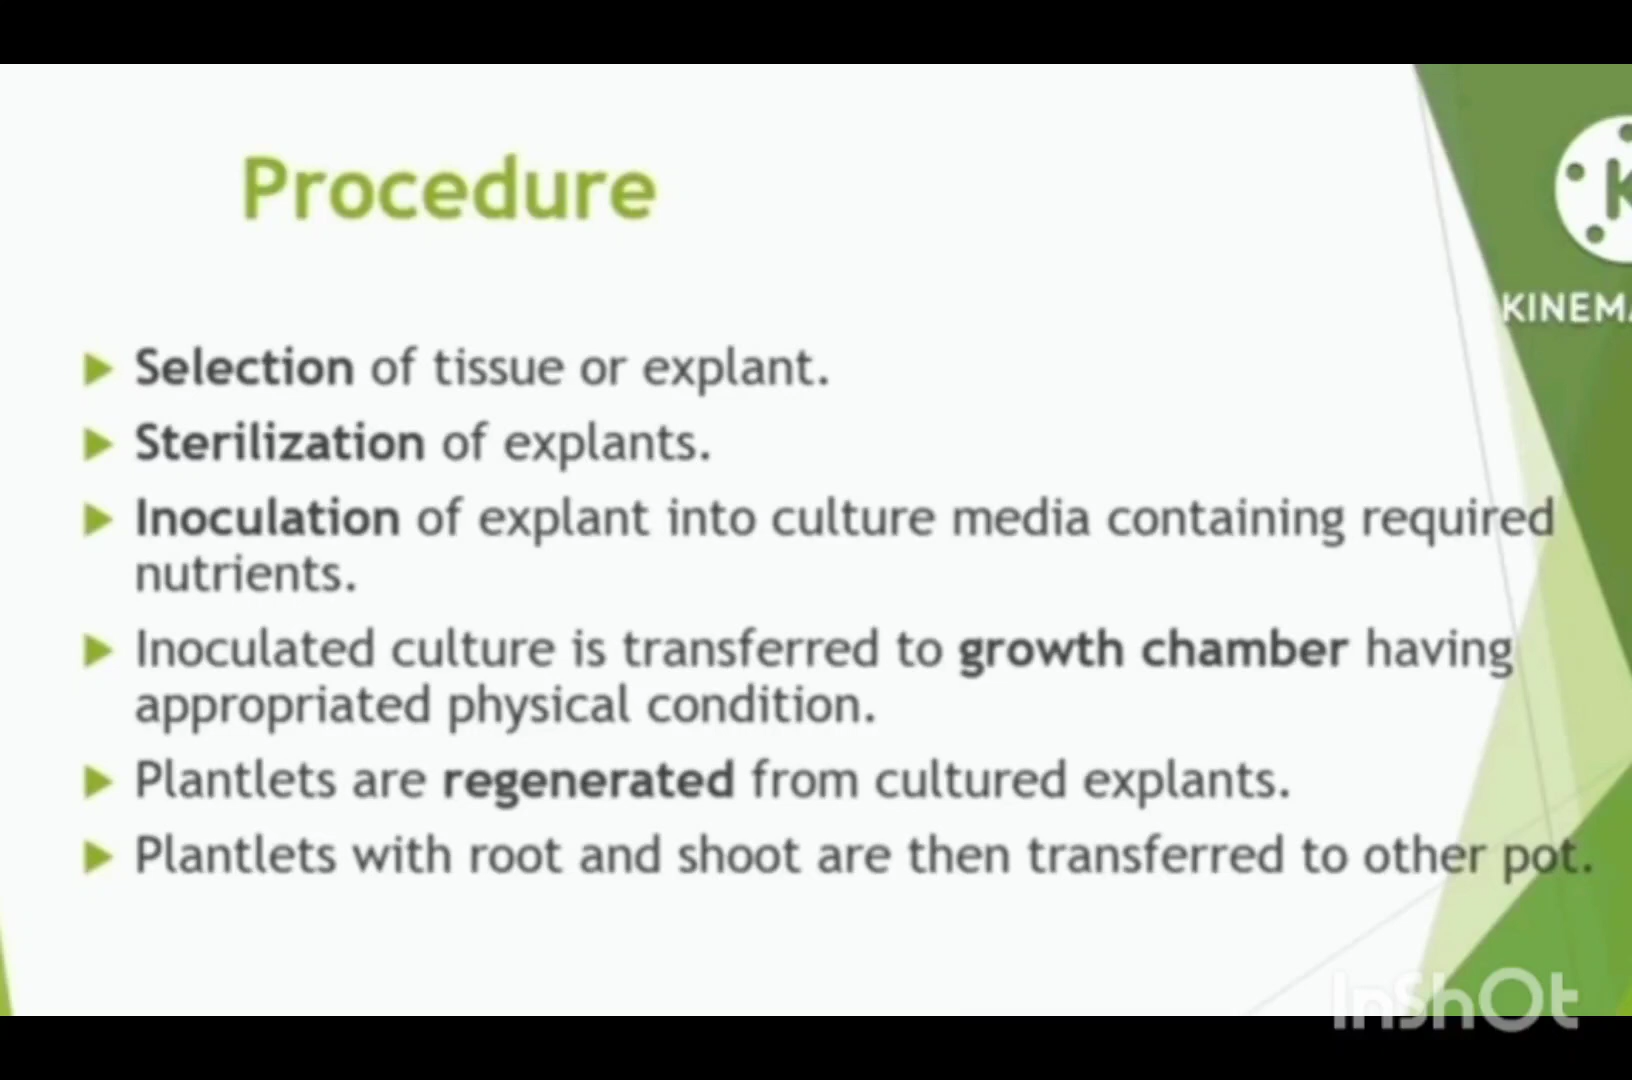 Procedure
KINEMA
Selection of tissue or explant.
Sterilization of explants.
Inoculation of explant into culture media containing required
nutrients.
Inoculated culture is transferred to growth chamber having
appropriated physical condition.
Plantlets are regenerated from cultured explants.
Plantlets with root and shoot are then transferred to other pot.
InShOt